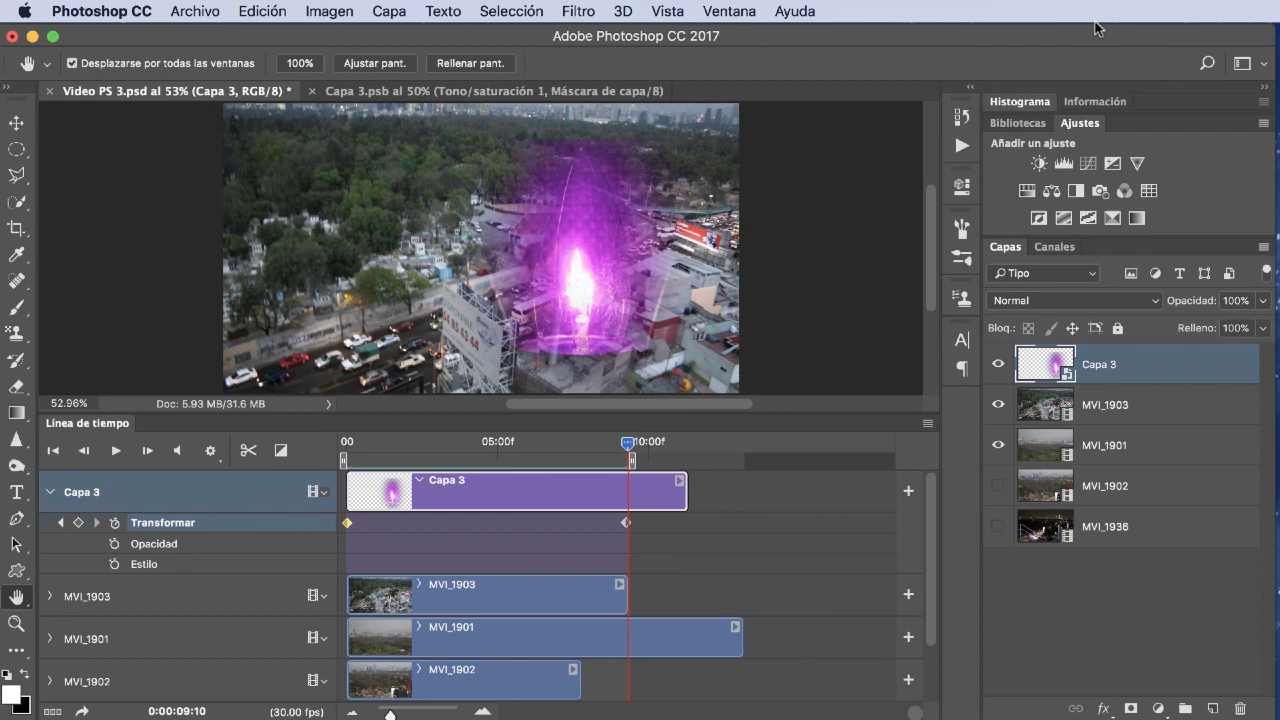 Photoshop CC Archivo Edición Imagen Capa Texto Selección Filtro 3D Vista Ventana Ayuda
Adobe Photoshop CC 2017
Desplazarse por todas las ventanas 100% Ajustar pant. Rellenar pant.
Video PS 3.psd al 53% (Capa 3, RGB/8) * Capa 3.psb al 50% (Tono/saturación 1, Máscara de capa/8)
52.96% Doc: 5.93 MB/31.6 MB
Línea de tiempo
00 05:00f 10:00f
Capa 3 Capa 3
Transformar
Opacidad
Estilo
MVI_1903 MVI_1903
MVI_1901 MVI_1901
MVI_1902 MVI_1902
0:00:09:10 (30.00 fps)
Histograma Información
Bibliotecas Ajustes
Añadir un ajuste
Capas Canales
Tipo
Normal Opacidad: 100%
Bloq.: Relleno: 100%
Capa 3
MVI_1903
MVI_1901
MVI_1902
MVI_1936